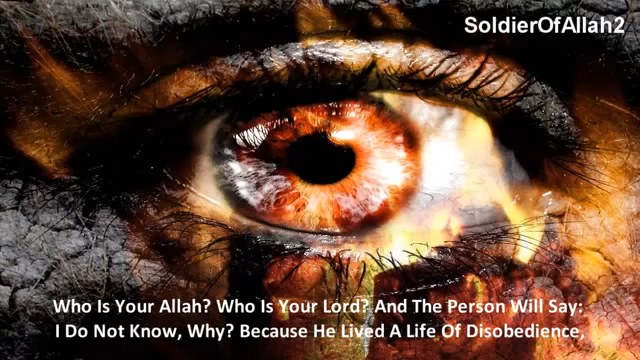 SoldierOfAllah2
Who Is Your Allah? Who Is Your Lord? And The Person Will Say:
I Do Not Know, Why? Because He Lived A Life Of Disobedience,